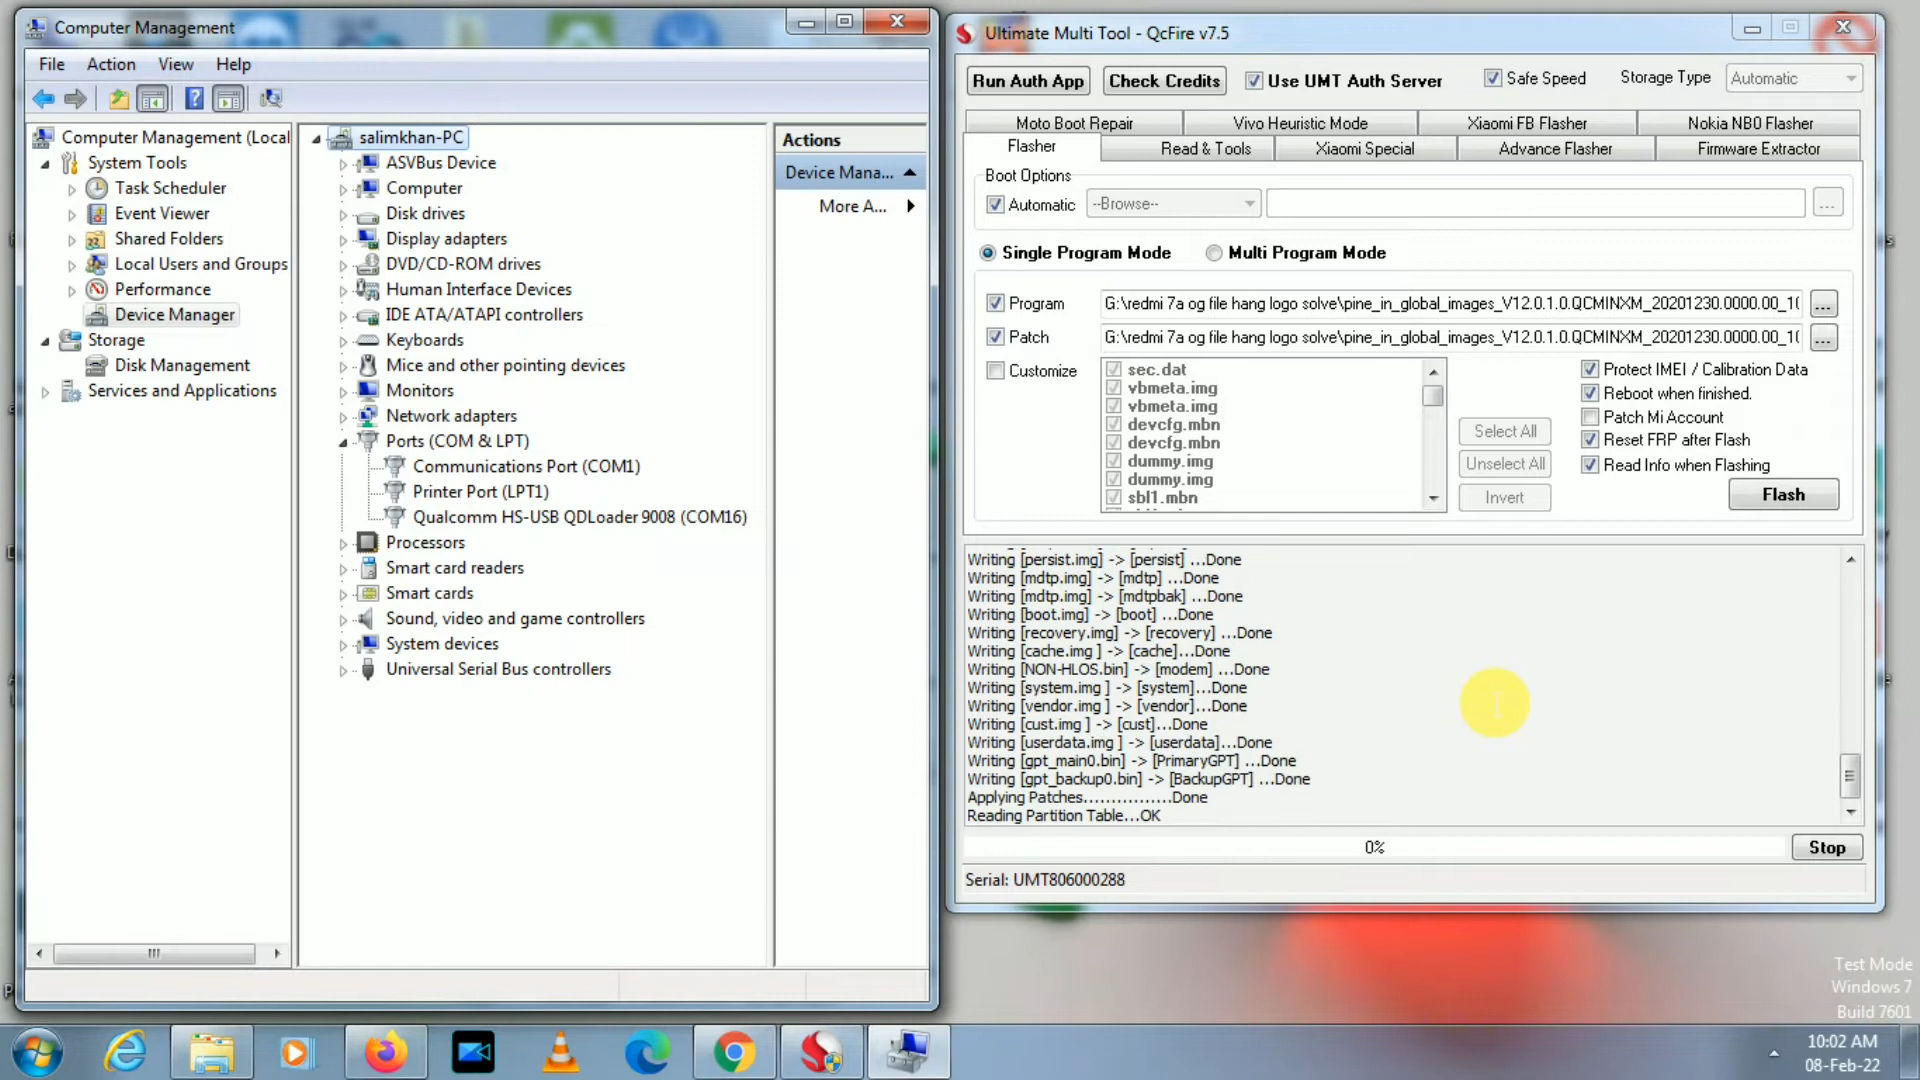 Computer Management
File Action View Help
Computer Management (Local
System Tools
Task Scheduler
Event Viewer
Shared Folders
Local Users and Groups
Performance
Device Manager
Storage
Disk Management
Services and Applications
salimkhan-PC
ASVBus Device
Computer
Disk drives
Display adapters
DVD/CD-ROM drives
Human Interface Devices
IDE ATA/ATAPI controllers
Keyboards
Mice and other pointing devices
Monitors
Network adapters
Ports (COM & LPT)
Communications Port (COM1)
Printer Port (LPT1)
Qualcomm HS-USB QDLoader 9008 (COM16)
Processors
Smart card readers
Smart cards
Sound, video and game controllers
System devices
Universal Serial Bus controllers
Actions
Device Mana...
More A...
Ultimate Multi Tool - QcFire v7.5
Run Auth App Check Credits Use UMT Auth Server Safe Speed Storage Type Automatic
Moto Boot Repair Vivo Heuristic Mode Xiaomi FB Flasher Nokia NB0 Flasher
Flasher Read & Tools Xiaomi Special Advance Flasher Firmware Extractor
Boot Options
Automatic --Browse-- ...
Single Program Mode Multi Program Mode
Program G:\redmi 7a og file hang logo solve\pine_in_global_images_V12.0.1.0.QCMINXM_20201230.0000.00_1( ...
Patch G:\redmi 7a og file hang logo solve\pine_in_global_images_V12.0.1.0.QCMINXM_20201230.0000.00_1( ...
Customize
sec.dat
vbmeta.img
vbmeta.img
devcfg.mbn
devcfg.mbn
dummy.img
dummy.img
sbl1.mbn
Select All
Unselect All
Invert
Protect IMEI / Calibration Data
Reboot when finished.
Patch Mi Account
Reset FRP after Flash
Read Info when Flashing
Flash
Writing [persist.img] -> [persist] ...Done
Writing [mdtp.img] -> [mdtp] ...Done
Writing [mdtp.img] -> [mdtpbak] ...Done
Writing [boot.img] -> [boot] ...Done
Writing [recovery.img] -> [recovery] ...Done
Writing [cache.img ] -> [cache]...Done
Writing [NON-HLOS.bin] -> [modem] ...Done
Writing [system.img ] -> [system]...Done
Writing [vendor.img ] -> [vendor]...Done
Writing [cust.img ] -> [cust]...Done
Writing [userdata.img ] -> [userdata]...Done
Writing [gpt_main0.bin] -> [PrimaryGPT] ...Done
Writing [gpt_backup0.bin] -> [BackupGPT] ...Done
Applying Patches................Done
Reading Partition Table...OK
0% Stop
Serial: UMT806000288
Test Mode
Windows 7
Build 7601
10:02 AM
08-Feb-22